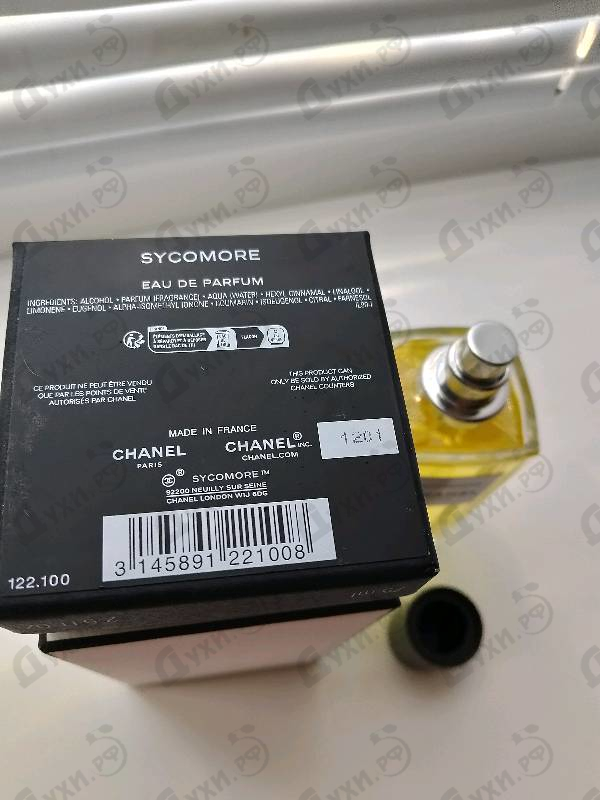 SYCOMORE
EAU DE PARFUM
INGREDIENTS: ALCOHOL • PARFUM (FRAGRANCE) • AQUA (WATER) • HEXYL CINNAMAL • LINALOOL •
LIMONENE • EUGENOL • ALPHA-ISOMETHYL IONONE • COUMARIN • ISOEUGENOL • CITRAL • FARNESOL
CE PRODUIT NE PEUT ÊTRE VENDU
QUE PAR LES POINTS DE VENTE
AUTORISÉS PAR CHANEL
THIS PRODUCT CAN
ONLY BE SOLD BY AUTHORIZED
CHANEL COUNTERS
MADE IN FRANCE
CHANEL
PARIS
CHANEL® INC.
CHANEL.COM
1201
® SYCOMORE™
92200 NEUILLY SUR SEINE
CHANEL LONDON W1J 6DG
3 145891 221008
122.100
Духи.рф